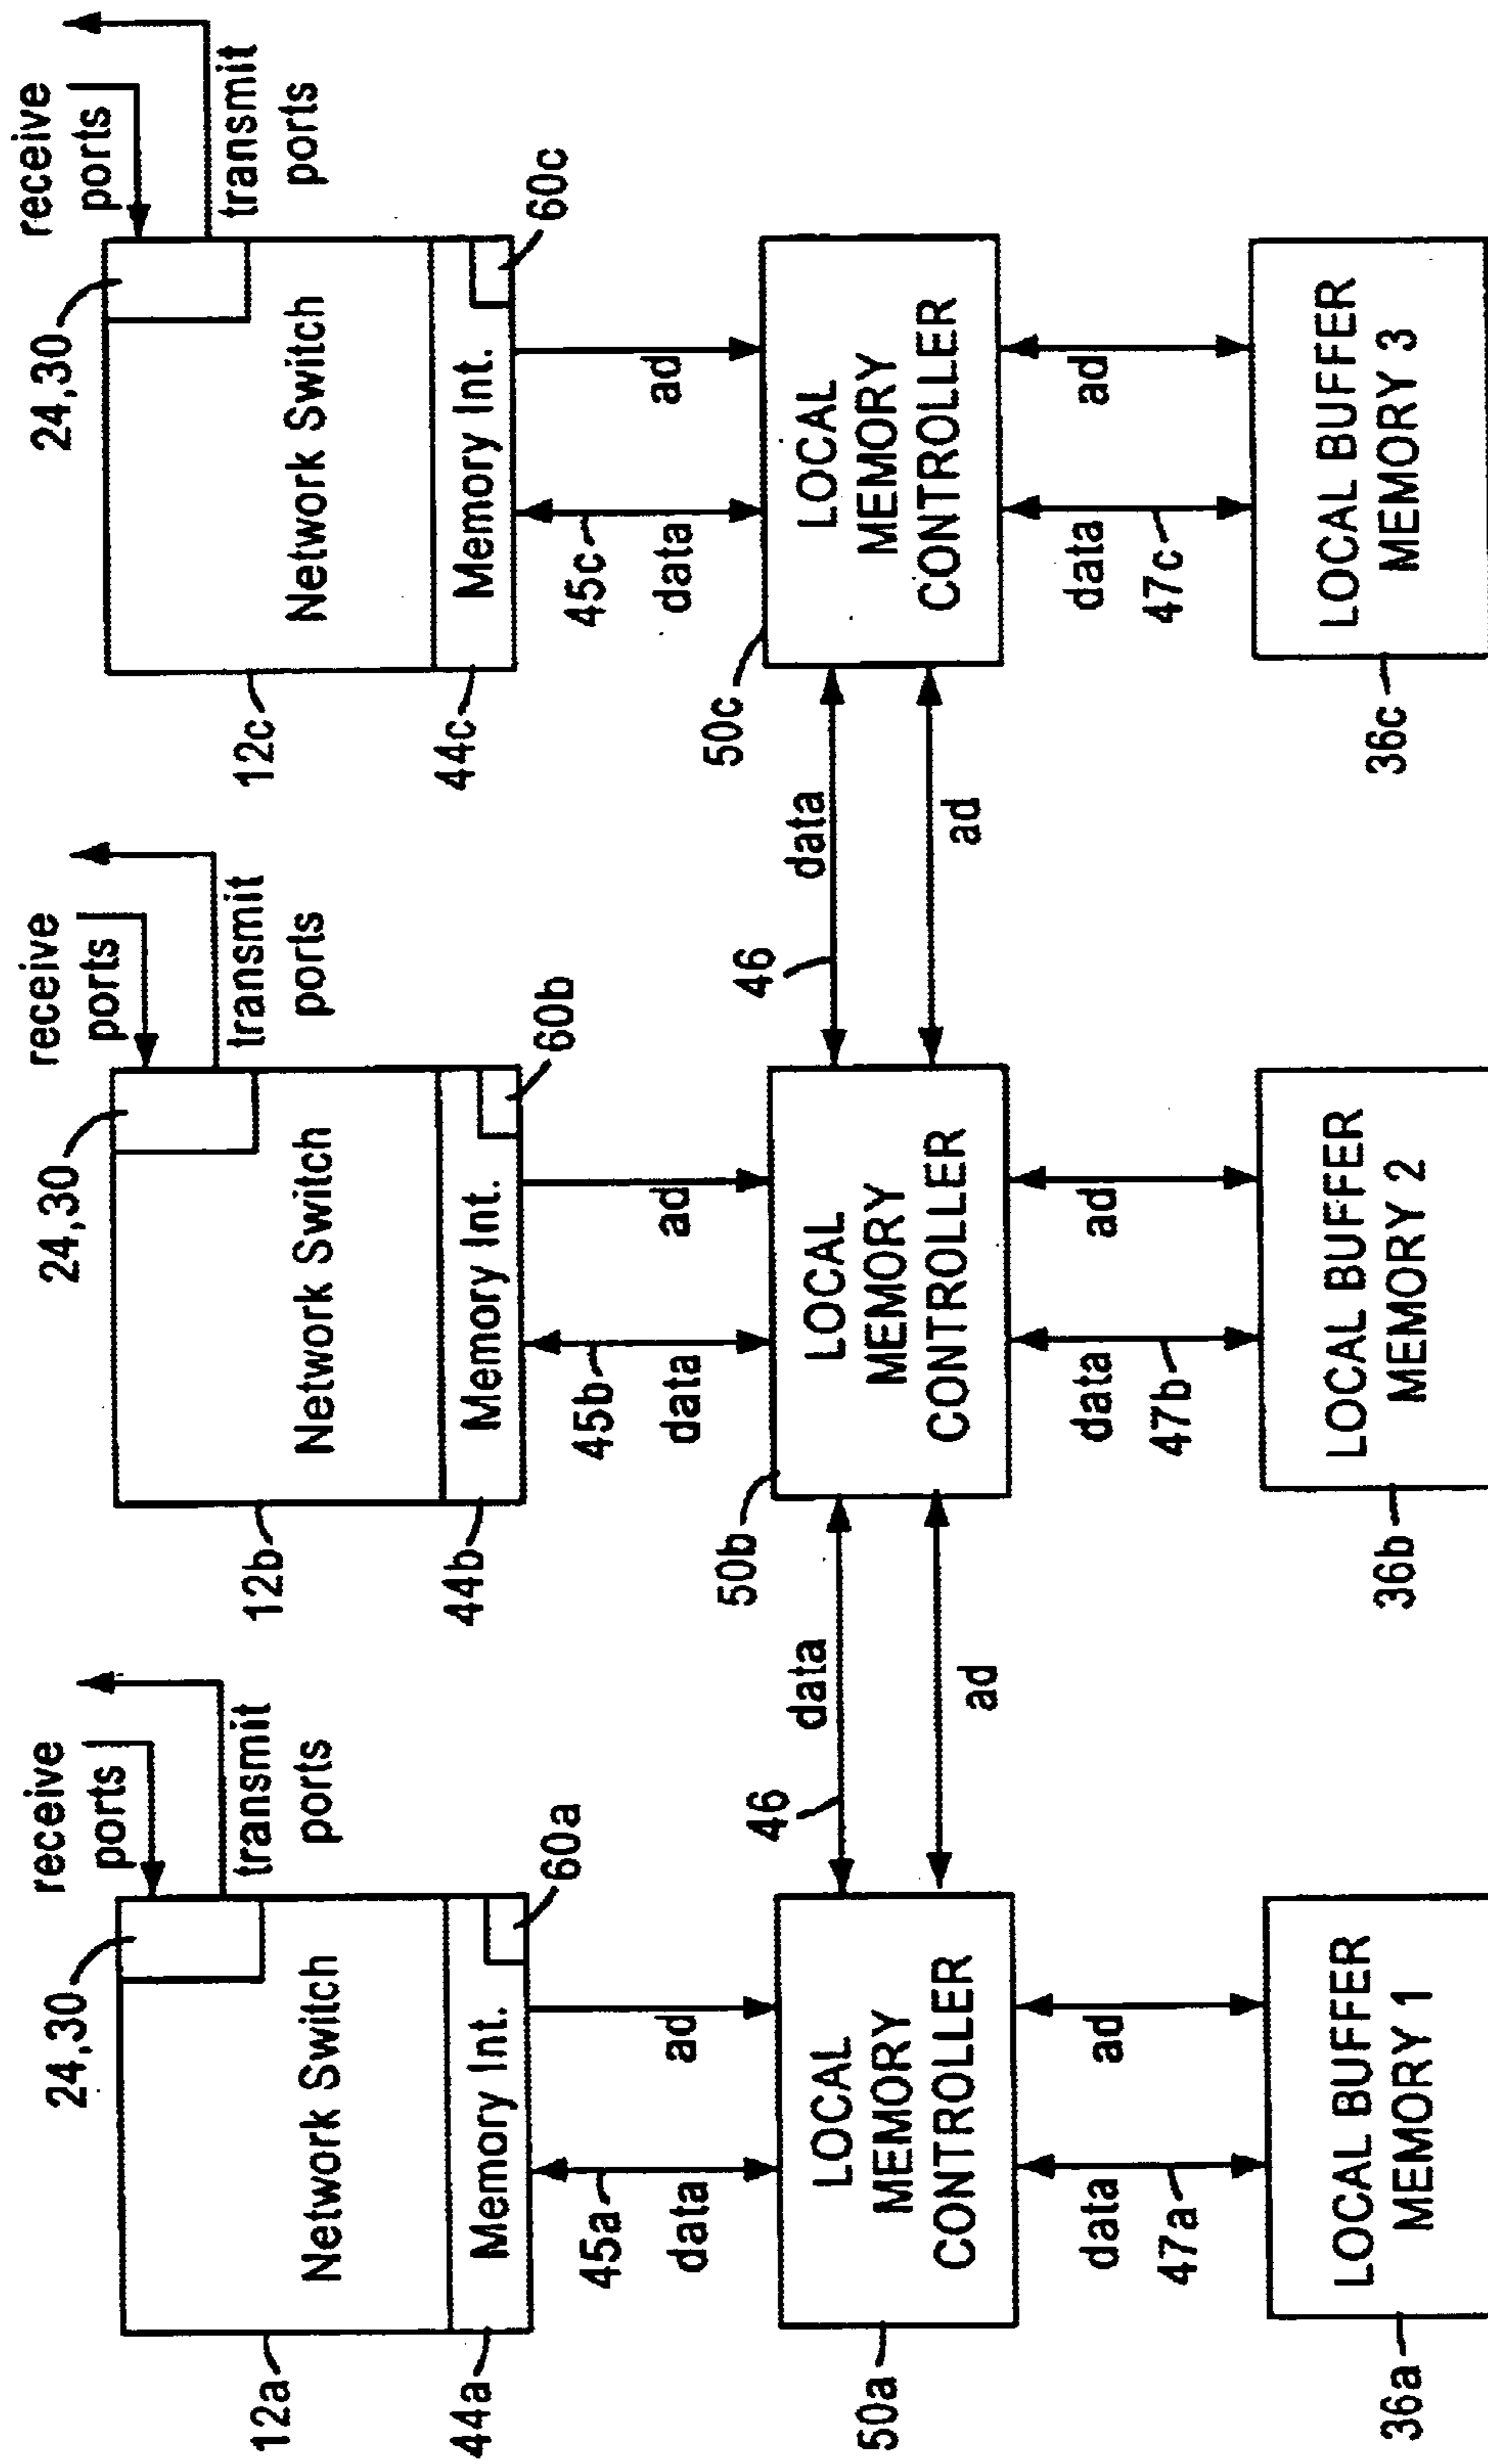 receive
ports
transmit
ports
24,30
Network Switch
12a
Memory Int.
44a
60a
45a
data
ad
LOCAL
MEMORY
CONTROLLER
50a
data
47a
ad
LOCAL BUFFER
MEMORY 1
36a
46
data
ad
receive
ports
transmit
ports
24,30
Network Switch
12b
Memory Int.
44b
60b
45b
data
ad
LOCAL
MEMORY
CONTROLLER
50b
data
47b
ad
LOCAL BUFFER
MEMORY 2
36b
46
data
ad
receive
ports
transmit
ports
24,30
Network Switch
12c
Memory Int.
44c
60c
45c
data
ad
LOCAL
MEMORY
CONTROLLER
50c
data
47c
ad
LOCAL BUFFER
MEMORY 3
36c